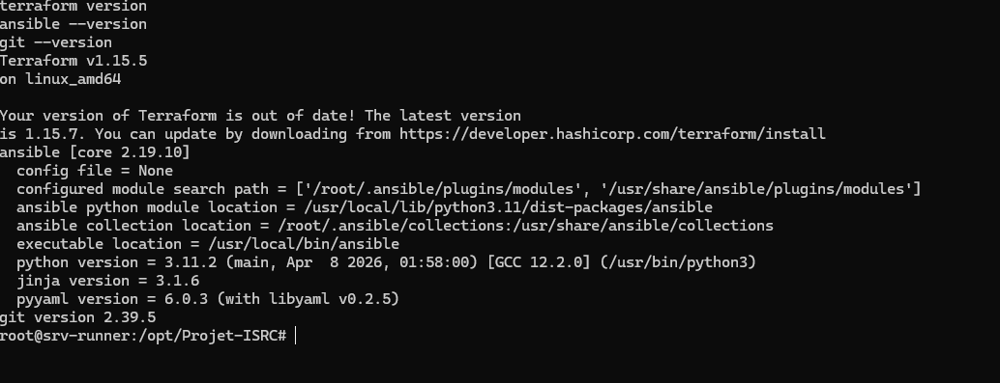 terraform version
ansible --version
git --version
Terraform v1.15.5
on linux_amd64
Your version of Terraform is out of date! The latest version
is 1.15.7. You can update by downloading from https://developer.hashicorp.com/terraform/install
ansible [core 2.19.10]
  config file = None
  configured module search path = ['/root/.ansible/plugins/modules', '/usr/share/ansible/plugins/modules']
  ansible python module location = /usr/local/lib/python3.11/dist-packages/ansible
  ansible collection location = /root/.ansible/collections:/usr/share/ansible/collections
  executable location = /usr/local/bin/ansible
  python version = 3.11.2 (main, Apr  8 2026, 01:58:00) [GCC 12.2.0] (/usr/bin/python3)
  jinja version = 3.1.6
  pyyaml version = 6.0.3 (with libyaml v0.2.5)
git version 2.39.5
root@srv-runner:/opt/Projet-ISRC#